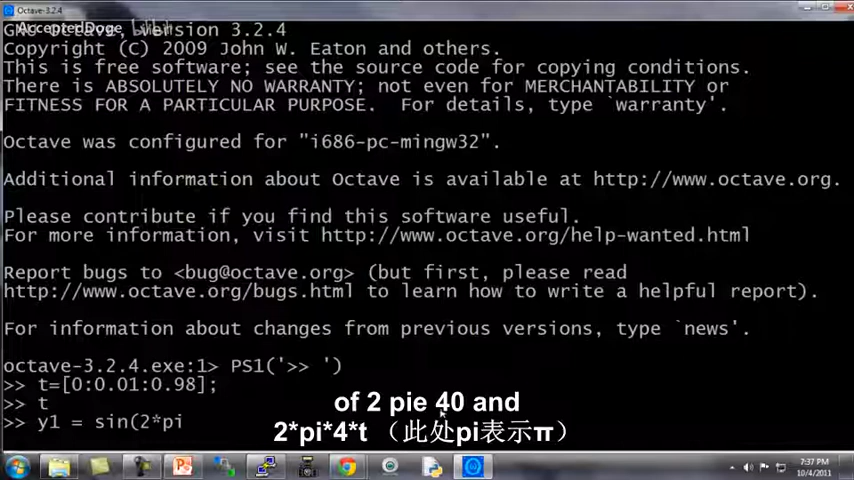 Octave-3.2.4
AcceptedDoge bilibili
GNU Octave, version 3.2.4
Copyright (C) 2009 John W. Eaton and others.
This is free software; see the source code for copying conditions.
There is ABSOLUTELY NO WARRANTY; not even for MERCHANTABILITY or
FITNESS FOR A PARTICULAR PURPOSE.  For details, type `warranty'.
Octave was configured for "i686-pc-mingw32".
Additional information about Octave is available at http://www.octave.org.
Please contribute if you find this software useful.
For more information, visit http://www.octave.org/help-wanted.html
Report bugs to <bug@octave.org> (but first, please read
http://www.octave.org/bugs.html to learn how to write a helpful report).
For information about changes from previous versions, type `news'.
octave-3.2.4.exe:1> PS1('>> ')
>> t=[0:0.01:0.98];
>> t
>> y1 = sin(2*pi
of 2 pie 40 and
2*pi*4*t （此处pi表示π）
7:37 PM
10/4/2011